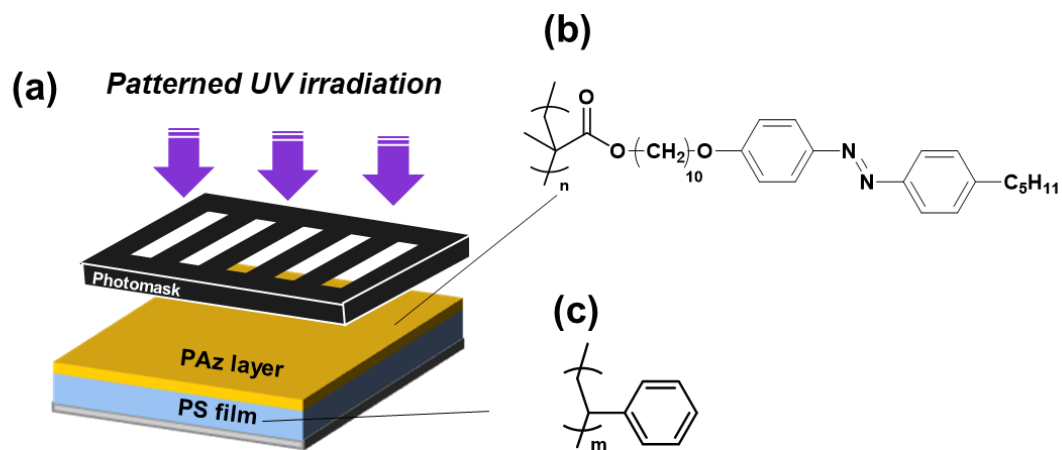 (a)
Patterned UV irradiation
Photomask
PAz layer
PS film
(b)
O
O
(CH₂)
10
O
N
N
C₅H₁₁
n
(c)
m